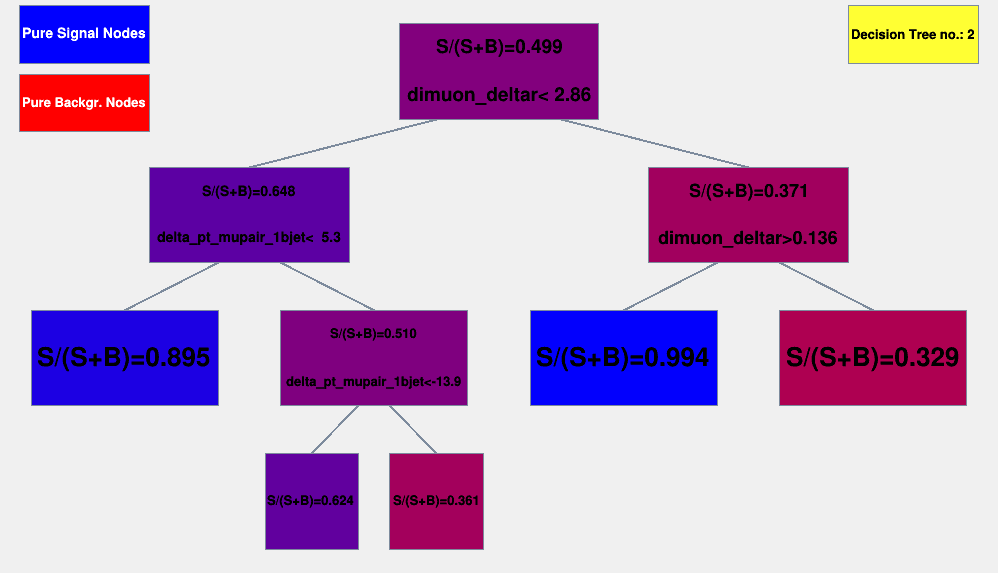 Pure Signal Nodes
Pure Backgr. Nodes
Decision Tree no.: 2
S/(S+B)=0.499
dimuon_deltar< 2.86
S/(S+B)=0.648
delta_pt_mupair_1bjet<  5.3
S/(S+B)=0.371
dimuon_deltar>0.136
S/(S+B)=0.895
S/(S+B)=0.510
delta_pt_mupair_1bjet<-13.9
S/(S+B)=0.994
S/(S+B)=0.329
S/(S+B)=0.624
S/(S+B)=0.361